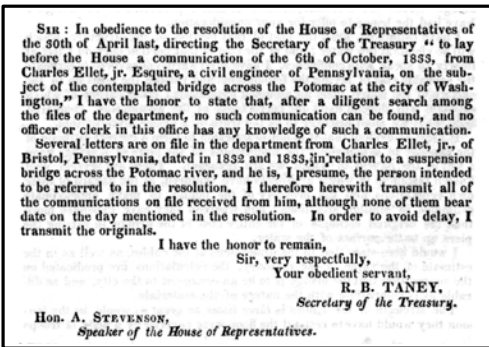 SIR : In obedience to the resolution of the House of Representatives of
the 30th of April last, directing the Secretary of the Treasury " to lay
before the House a communication of the 6th of October, 1833, from
Charles Ellet, jr. Esquire, a civil engineer of Pennsylvania, on the sub-
ject of the contemplated bridge across the Potomac at the city of Wash-
ington," I have the honor to state that, after a diligent search among
the files of the department, no such communication can be found, and no
officer or clerk in this office has any knowledge of such a communication.
Several letters are on file in the department from Charles Ellet, jr., of
Bristol, Pennsylvania, dated in 1832 and 1833, in relation to a suspension
bridge across the Potomac river, and he is, I presume, the person intended
to be referred to in the resolution. I therefore herewith transmit all of
the communications on file received from him, although none of them bear
date on the day mentioned in the resolution. In order to avoid delay, I
transmit the originals.
I have the honor to remain,
Sir, very respectfully,
Your obedient servant,
R. B. TANEY,
Secretary of the Treasury.
Hon. A. STEVENSON,
Speaker of the House of Representatives.